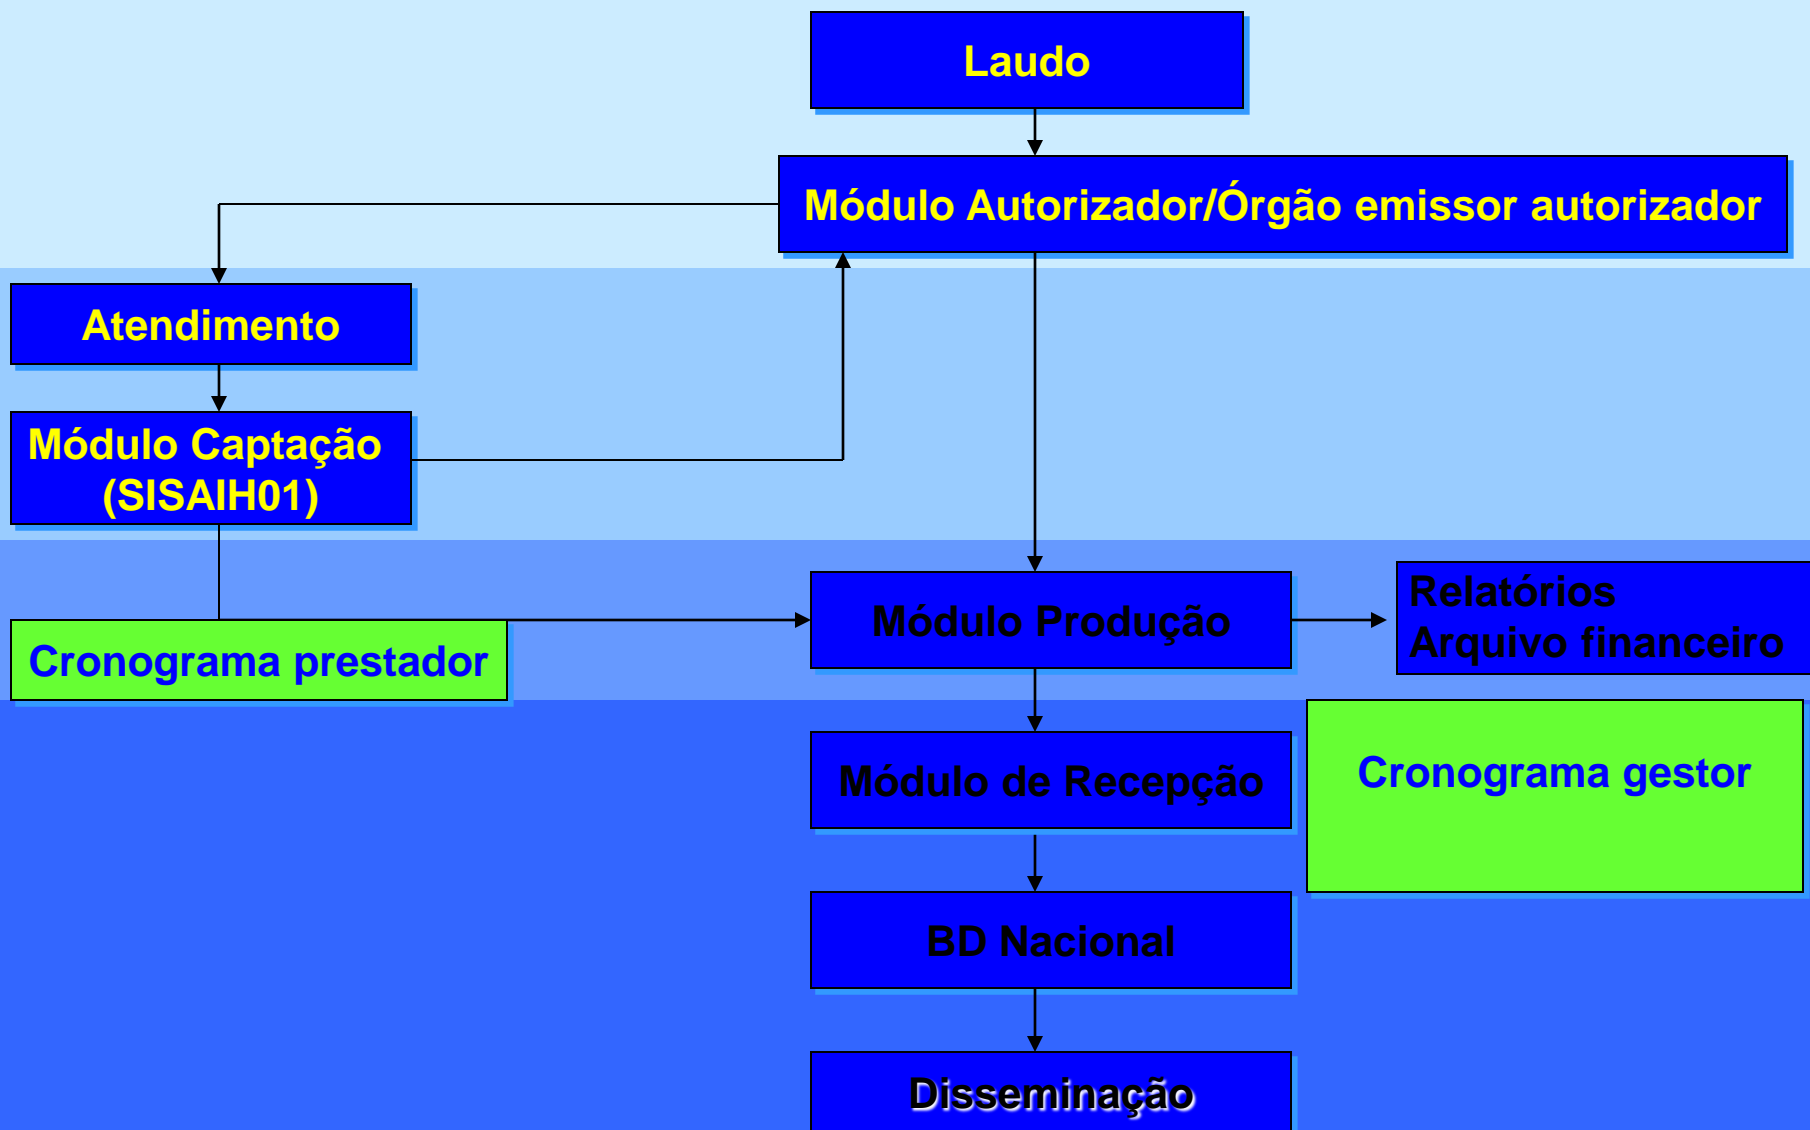 Laudo
Módulo Autorizador/Órgão emissor autorizador
Atendimento
Módulo Captação
(SISAIH01)
Módulo Produção
Relatórios
Arquivo financeiro
Cronograma prestador
Módulo de Recepção
Cronograma gestor
BD Nacional
Disseminação